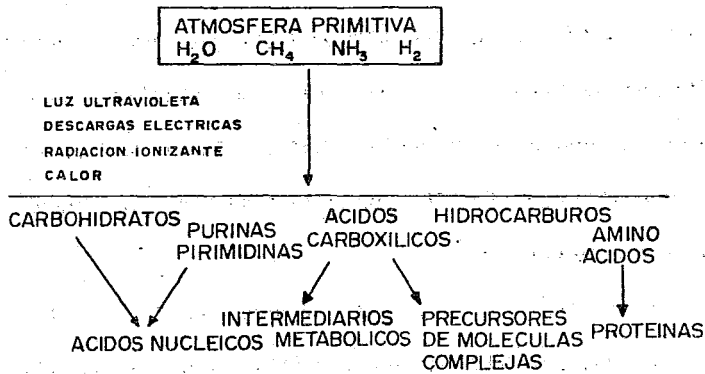 ATMOSFERA PRIMITIVA
H₂O CH₄ NH₃ H₂
LUZ ULTRAVIOLETA
DESCARGAS ELECTRICAS
RADIACION IONIZANTE
CALOR
CARBOHIDRATOS
PURINAS
PIRIMIDINAS
ACIDOS
CARBOXILICOS
HIDROCARBUROS
AMINO
ACIDOS
ACIDOS NUCLEICOS
INTERMEDIARIOS
METABOLICOS
PRECURSORES
DE MOLECULAS
COMPLEJAS
PROTEINAS